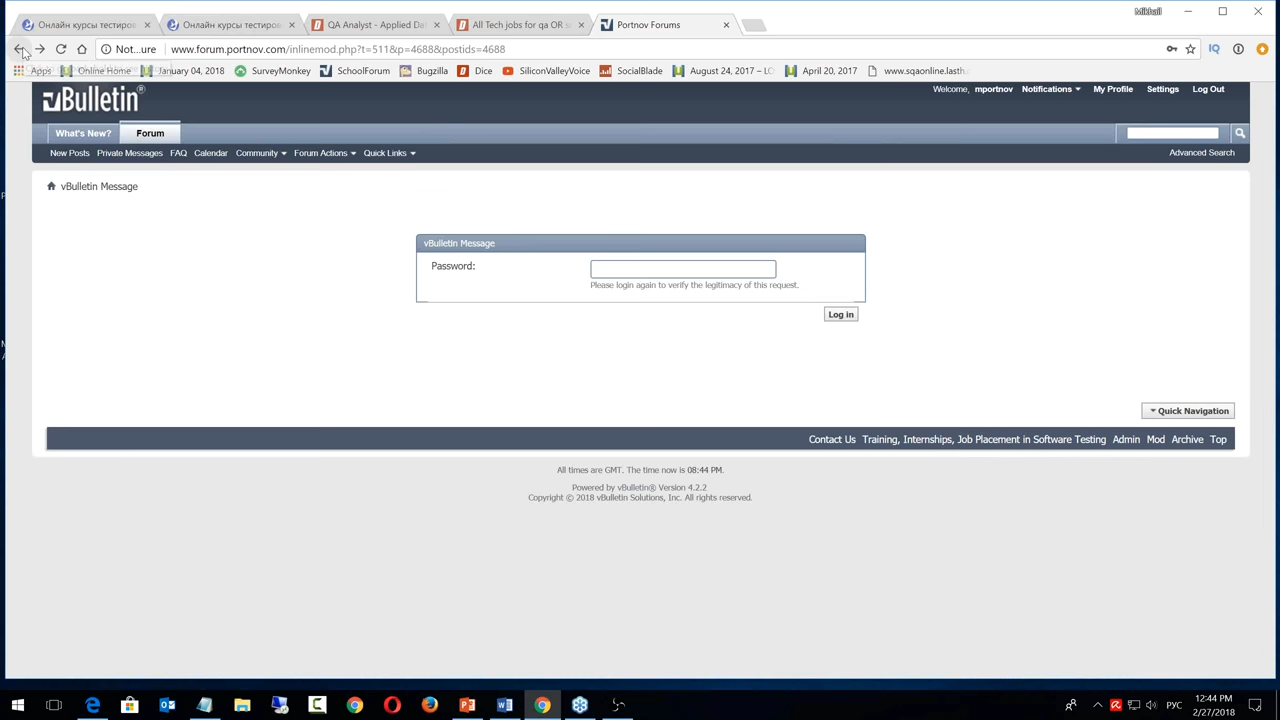 Mikhail
Онлайн курсы тестиров
Онлайн курсы тестиров
QA Analyst - Applied Dat
All Tech jobs for qa OR s
Portnov Forums
Not...ure
www.forum.portnov.com/inlinemod.php?t=511&p=4688&postids=4688
Apps
Online Home
January 04, 2018
SurveyMonkey
SchoolForum
Bugzilla
Dice
SiliconValleyVoice
SocialBlade
August 24, 2017 – LO
April 20, 2017
www.sqaonline.lasth
vBulletin®
Welcome, mportnov
Notifications
My Profile
Settings
Log Out
What's New?
Forum
New Posts
Private Messages
FAQ
Calendar
Community
Forum Actions
Quick Links
Advanced Search
vBulletin Message
vBulletin Message
Password:
Please login again to verify the legitimacy of this request.
Log in
Quick Navigation
Contact Us
Training, Internships, Job Placement in Software Testing
Admin
Mod
Archive
Top
All times are GMT. The time now is 08:44 PM.
Powered by vBulletin® Version 4.2.2
Copyright © 2018 vBulletin Solutions, Inc. All rights reserved.
РУС
12:44 PM
2/27/2018